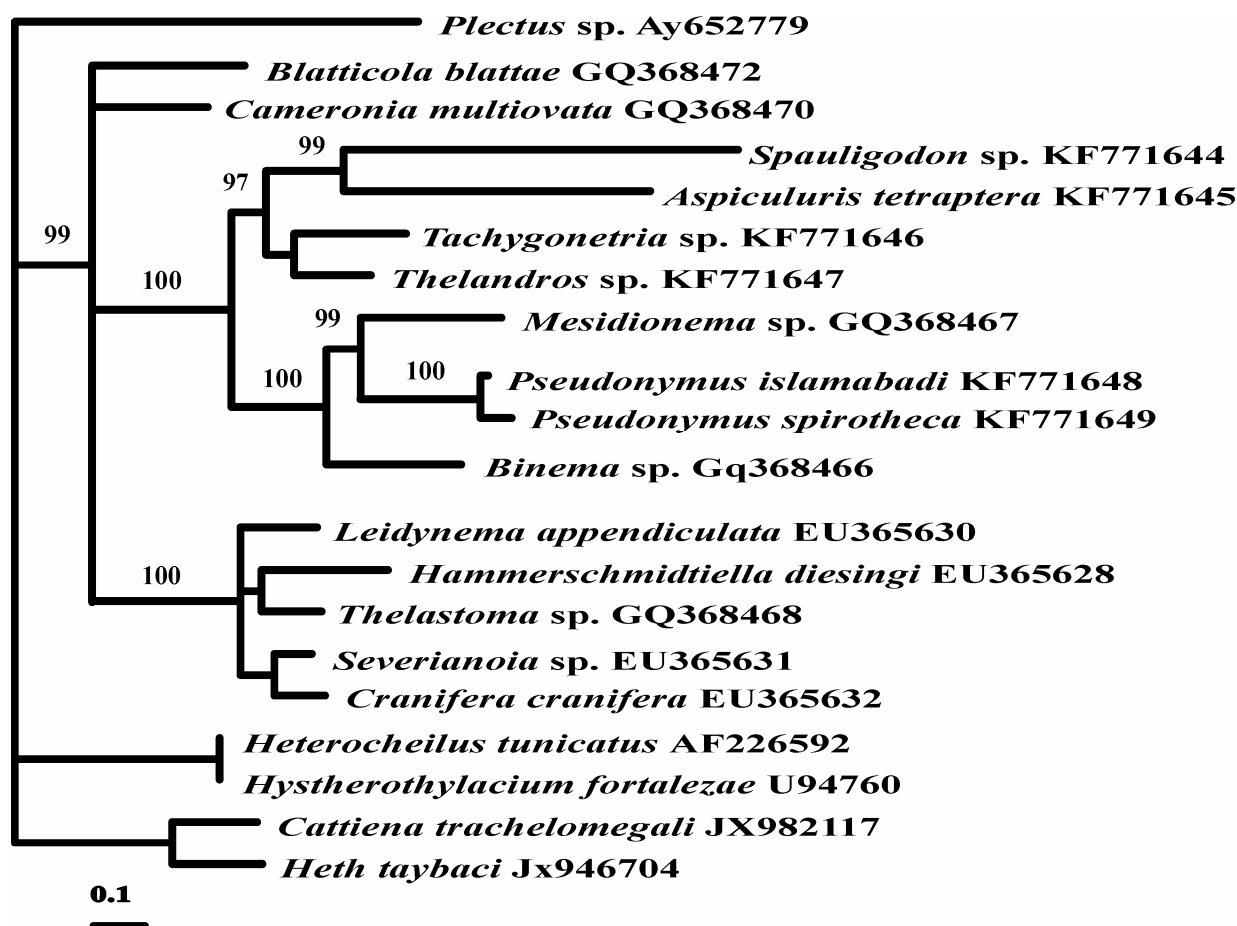 Plectus sp. Ay652779
Blatticola blattae GQ368472
Cameronia multiovata GQ368470
99
Spauligodon sp. KF771644
97
Aspiculuris tetraptera KF771645
99
Tachygonetria sp. KF771646
100
Thelandros sp. KF771647
99
Mesidionema sp. GQ368467
100
100
Pseudonymus islamabadi KF771648
Pseudonymus spirotheca KF771649
Binema sp. Gq368466
Leidynema appendiculata EU365630
100
Hammerschmidtiella diesingi EU365628
Thelastoma sp. GQ368468
Severianoia sp. EU365631
Cranifera cranifera EU365632
Heterocheilus tunicatus AF226592
Hystherothylacium fortalezae U94760
Cattiena trachelomegali JX982117
Heth taybaci Jx946704
0.1